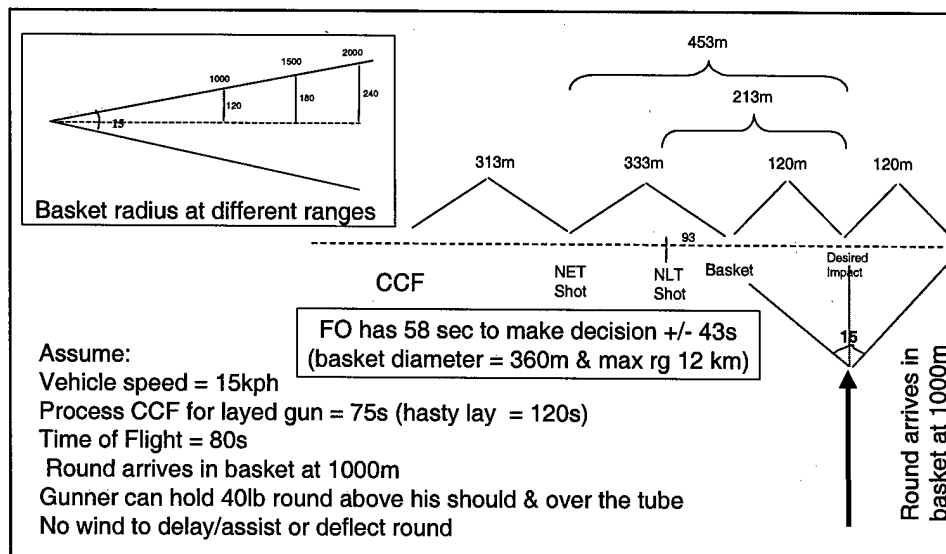 453m
213m
2000
1500
1000
120
180
240
15
Basket radius at different ranges
313m
333m
120m
120m
93
CCF
NET
Shot
NLT
Shot
Basket
Desired
Impact
15
FO has 58 sec to make decision +/- 43s
(basket diameter = 360m & max rg 12 km)
Assume:
Vehicle speed = 15kph
Process CCF for layed gun = 75s (hasty lay = 120s)
Time of Flight = 80s
Round arrives in basket at 1000m
Gunner can hold 40lb round above his should & over the tube
No wind to delay/assist or deflect round
Round arrives in
basket at 1000m